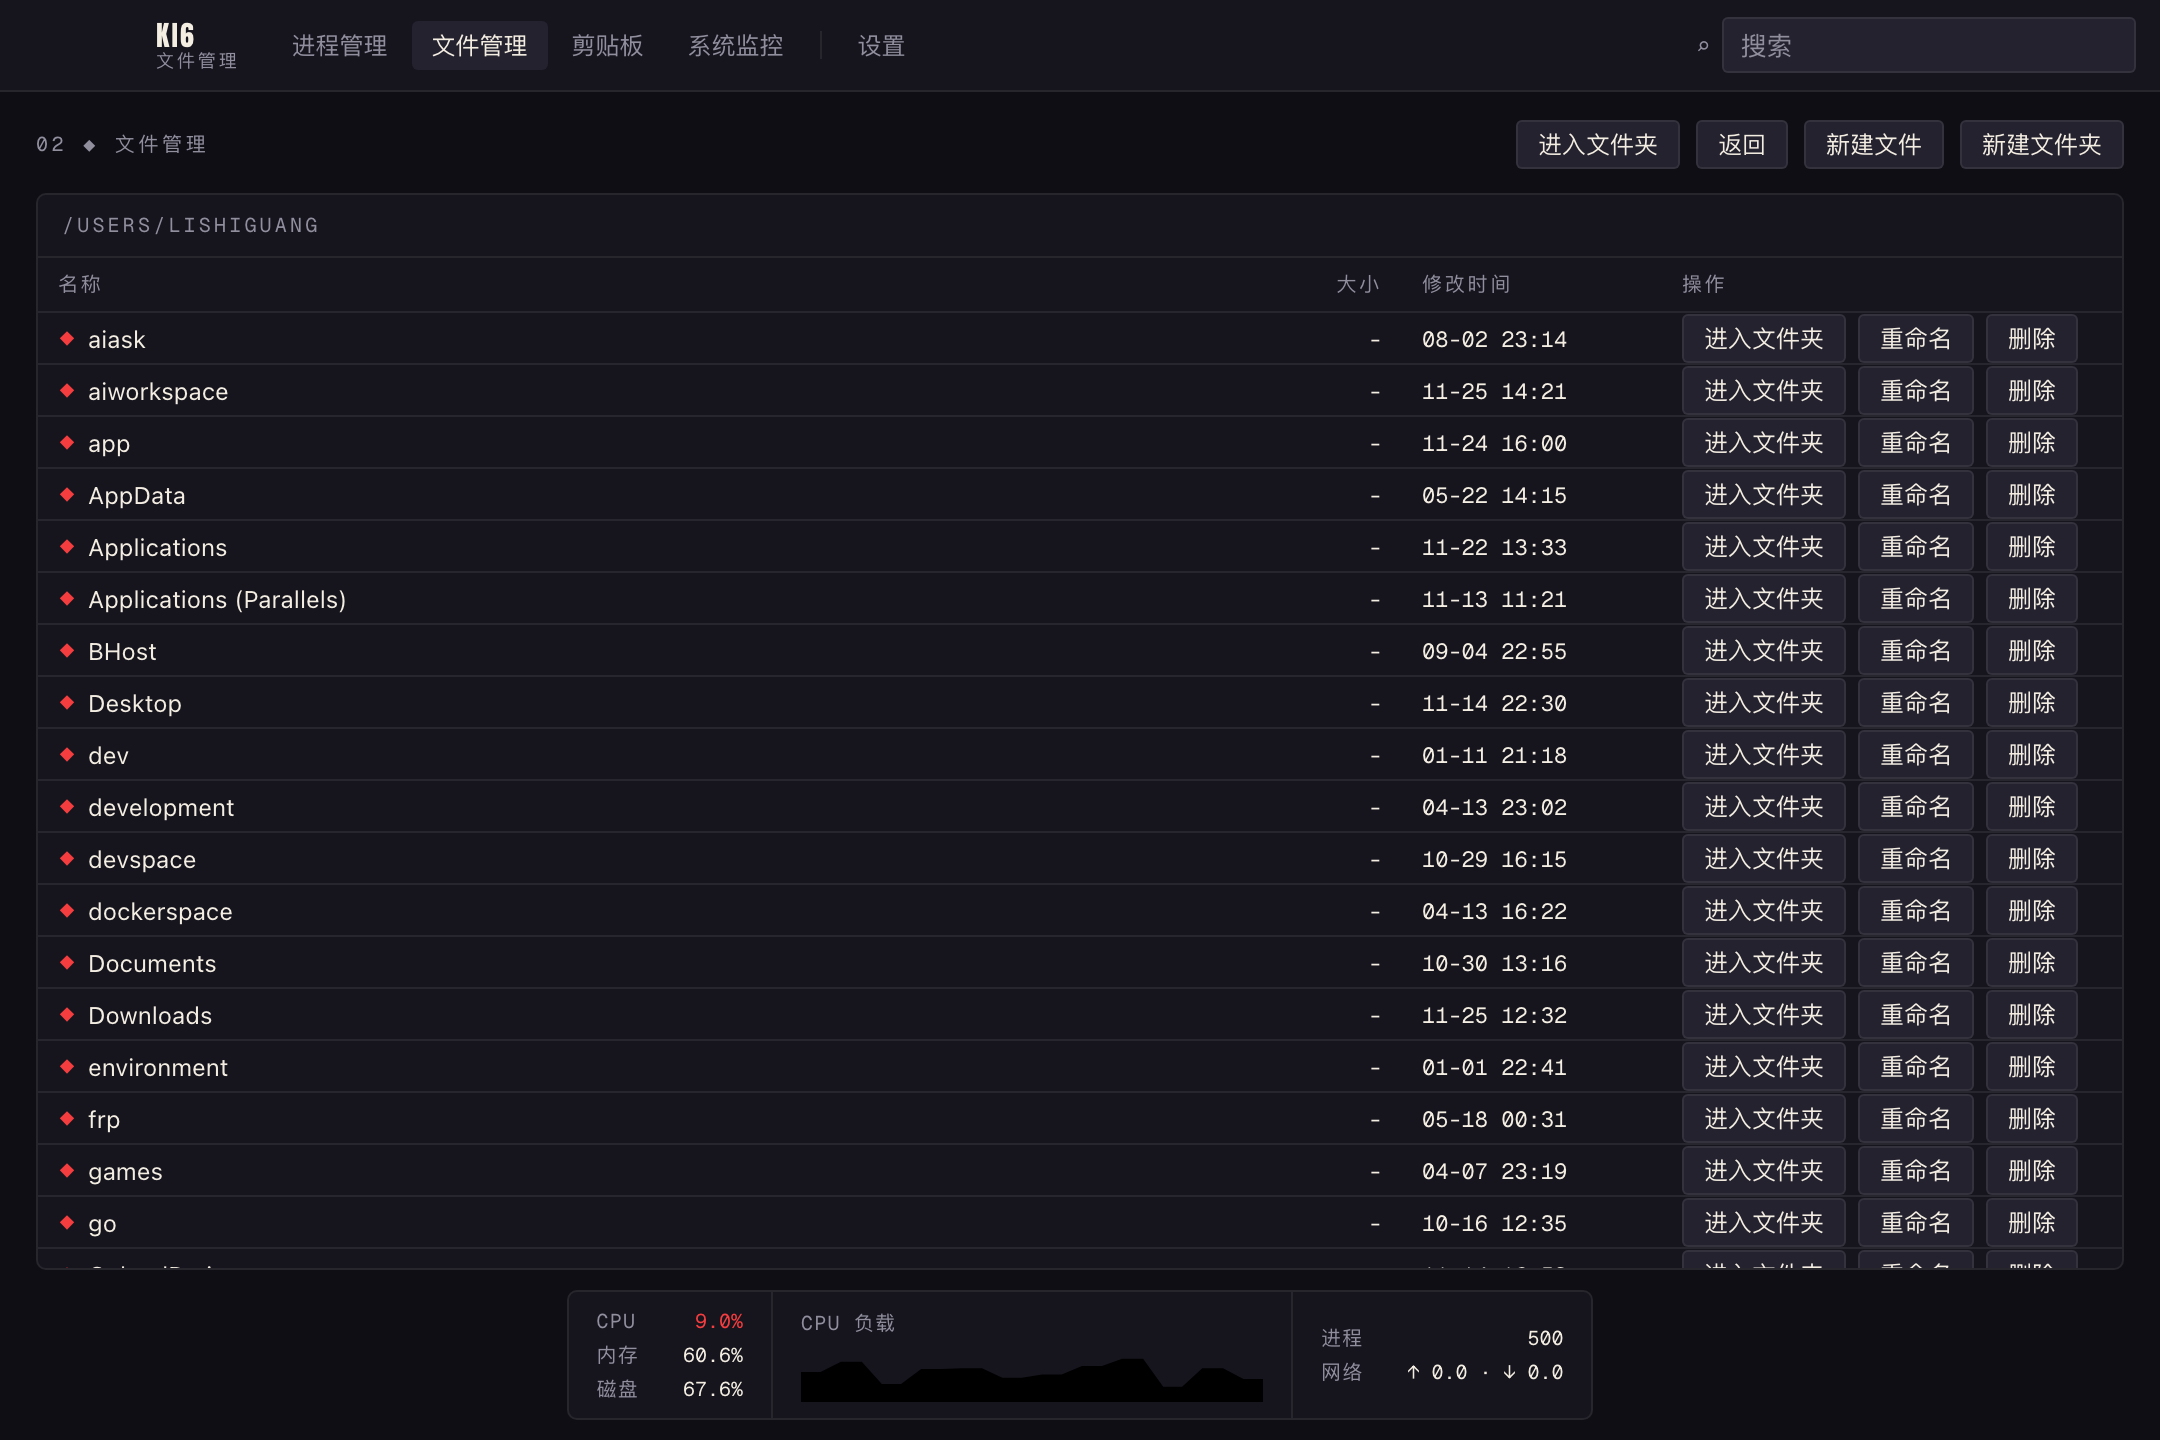 KI6
文件管理
进程管理 文件管理 剪贴板 系统监控 设置
搜索
02 ◆ 文件管理
进入文件夹 返回 新建文件 新建文件夹
/USERS/LISHIGUANG
名称 大小 修改时间 操作
aiask - 08-02 23:14 进入文件夹 重命名 删除
aiworkspace - 11-25 14:21 进入文件夹 重命名 删除
app - 11-24 16:00 进入文件夹 重命名 删除
AppData - 05-22 14:15 进入文件夹 重命名 删除
Applications - 11-22 13:33 进入文件夹 重命名 删除
Applications (Parallels) - 11-13 11:21 进入文件夹 重命名 删除
BHost - 09-04 22:55 进入文件夹 重命名 删除
Desktop - 11-14 22:30 进入文件夹 重命名 删除
dev - 01-11 21:18 进入文件夹 重命名 删除
development - 04-13 23:02 进入文件夹 重命名 删除
devspace - 10-29 16:15 进入文件夹 重命名 删除
dockerspace - 04-13 16:22 进入文件夹 重命名 删除
Documents - 10-30 13:16 进入文件夹 重命名 删除
Downloads - 11-25 12:32 进入文件夹 重命名 删除
environment - 01-01 22:41 进入文件夹 重命名 删除
frp - 05-18 00:31 进入文件夹 重命名 删除
games - 04-07 23:19 进入文件夹 重命名 删除
go - 10-16 12:35 进入文件夹 重命名 删除
CPU 9.0%
内存 60.6%
磁盘 67.6%
CPU 负载
进程 500
网络 ↑ 0.0 · ↓ 0.0